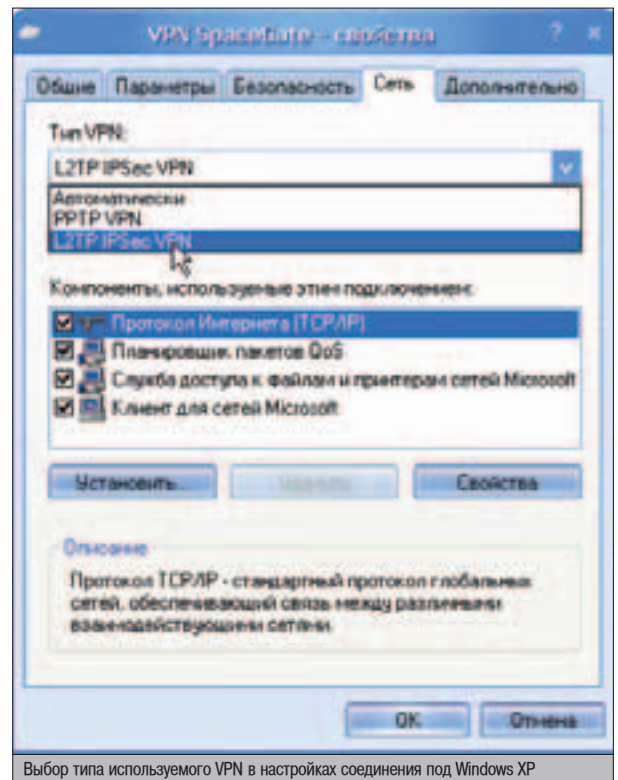 VPN SpaceGate - свойства
Общие Параметры Безопасность Сеть Дополнительно
Тип VPN:
L2TP IPSec VPN
Автоматически
PPTP VPN
L2TP IPSec VPN
Компоненты, используемые этим подключением:
Протокол Интернета (TCP/IP)
Планировщик пакетов QoS
Служба доступа к файлам и принтерам сетей Microsoft
Клиент для сетей Microsoft
Установить... Удалить Свойства
Описание
Протокол TCP/IP - стандартный протокол глобальных
сетей, обеспечивающий связь между различными
взаимодействующими сетями.
OK Отмена
Выбор типа используемого VPN в настройках соединения под Windows XP